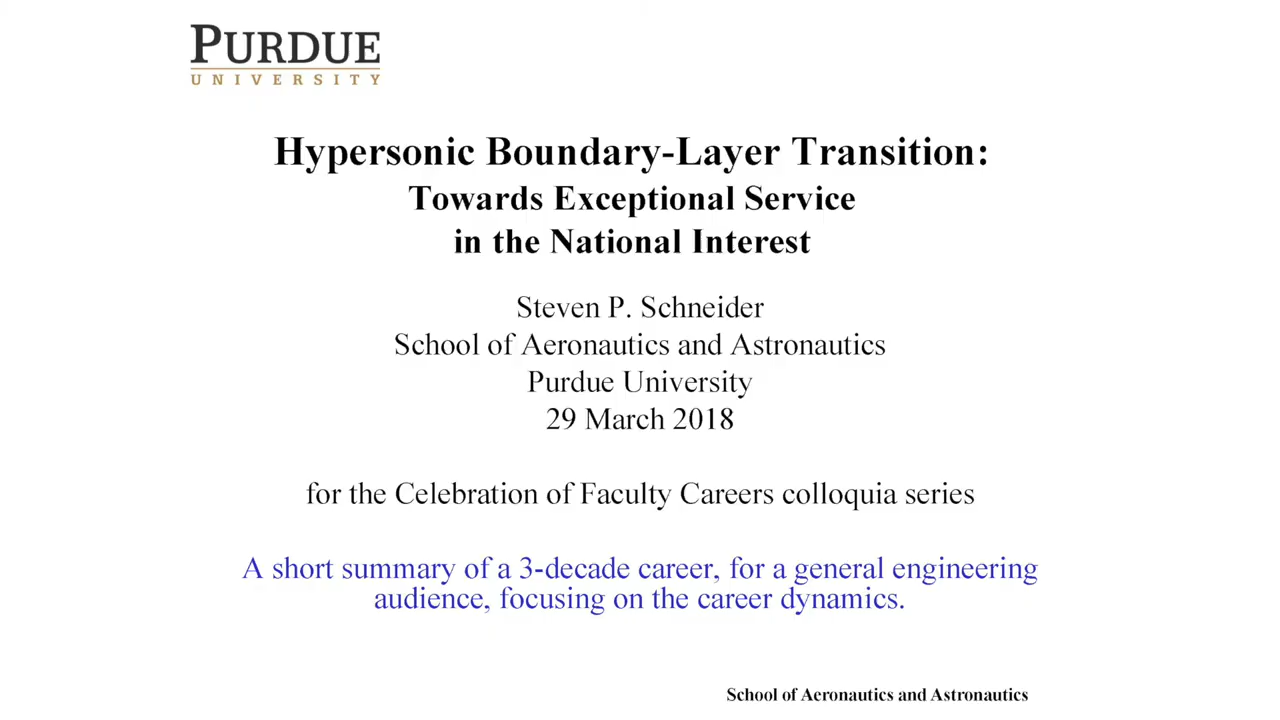 PURDUE
UNIVERSITY
Hypersonic Boundary-Layer Transition:
Towards Exceptional Service
in the National Interest
Steven P. Schneider
School of Aeronautics and Astronautics
Purdue University
29 March 2018
for the Celebration of Faculty Careers colloquia series
A short summary of a 3-decade career, for a general engineering
audience, focusing on the career dynamics.
School of Aeronautics and Astronautics